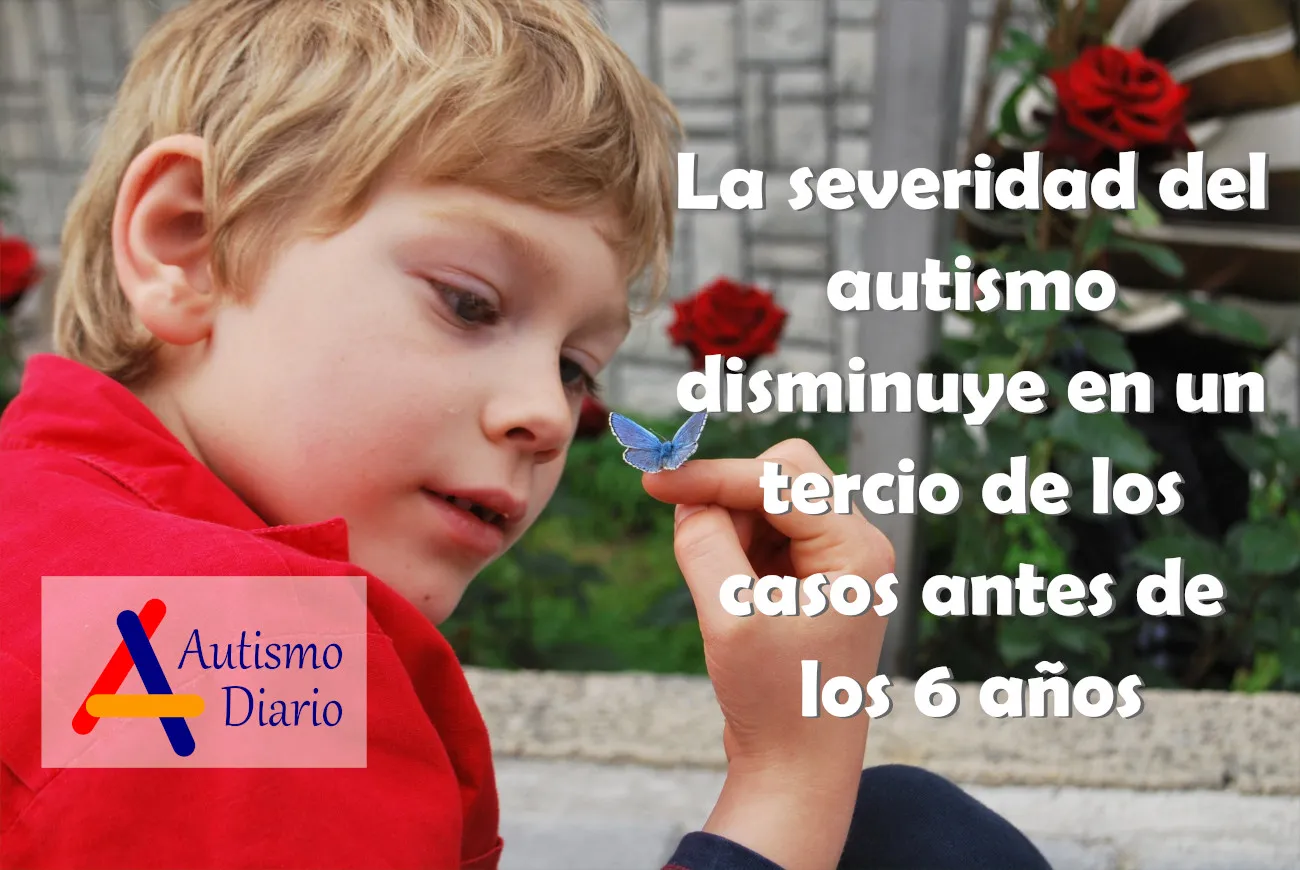 La severidad del
autismo
disminuye en un
tercio de los
casos antes de
los 6 años
Autismo
Diario